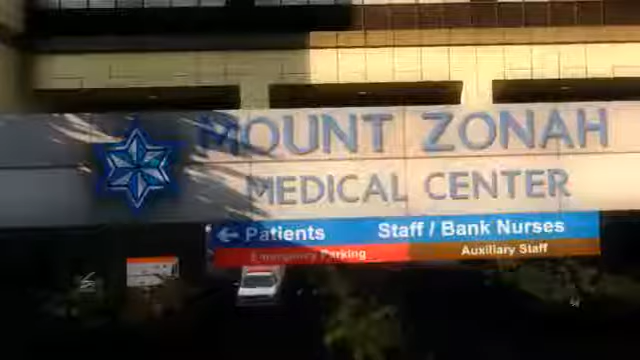 MOUNT ZONAH
MEDICAL CENTER
Patients
Staff / Bank Nurses
Emergency Parking
Auxiliary Staff